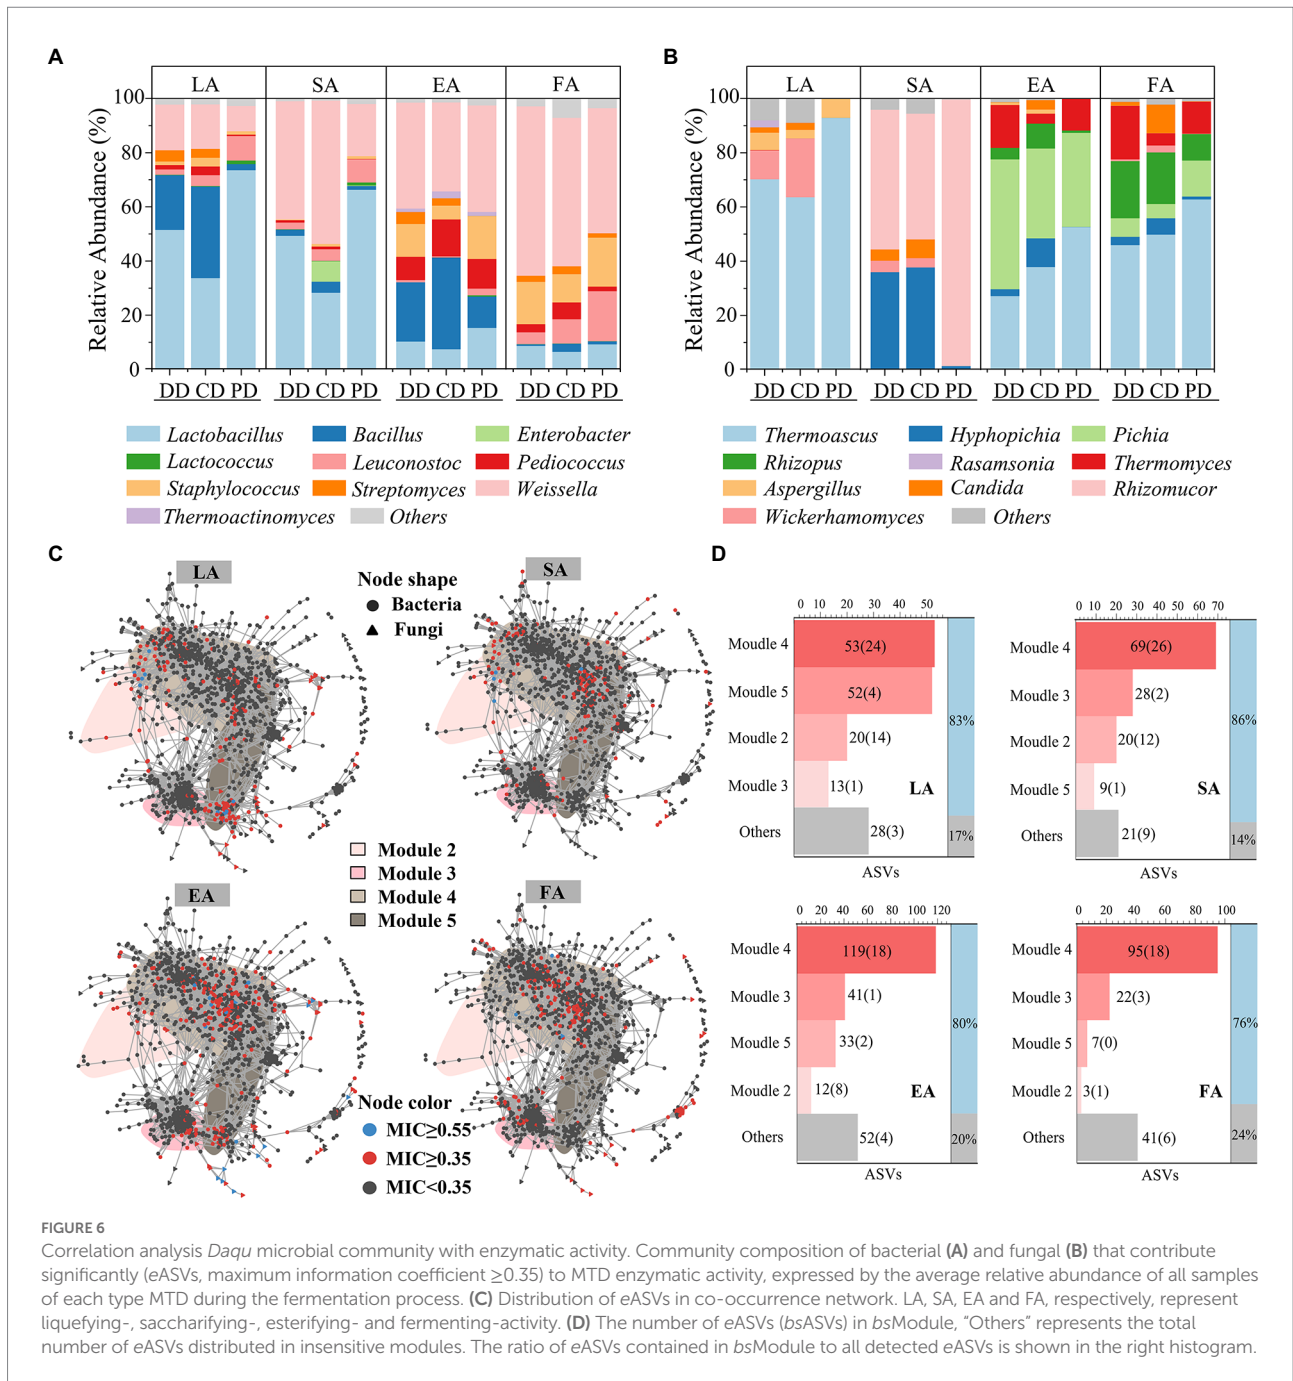 A
B
LA SA EA FA
LA SA EA FA
Relative Abundance (%)
100
80
60
40
20
0
DD CD PD DD CD PD DD CD PD DD CD PD
Relative Abundance (%)
100
80
60
40
20
0
DD CD PD DD CD PD DD CD PD DD CD PD
Lactobacillus Bacillus Enterobacter
Lactococcus Leuconostoc Pediococcus
Staphylococcus Streptomyces Weissella
Thermoactinomyces Others
Thermoascus Hyphopichia Pichia
Rhizopus Rasamsonia Thermomyces
Aspergillus Candida Rhizomucor
Wickerhamomyces Others
C
LA
SA
Node shape
Bacteria
Fungi
Module 2
Module 3
Module 4
Module 5
EA
FA
Node color
MIC≥0.55
MIC≥0.35
MIC<0.35
D
0 10 20 30 40 50
Moudle 4 53(24)
Moudle 5 52(4)
Moudle 2 20(14)
Moudle 3 13(1)
Others 28(3)
83%
17%
LA
ASVs
0 10 20 30 40 50 60 70
Moudle 4 69(26)
Moudle 3 28(2)
Moudle 2 20(12)
Moudle 5 9(1)
Others 21(9)
86%
14%
SA
ASVs
0 20 40 60 80 100 120
Moudle 4 119(18)
Moudle 3 41(1)
Moudle 5 33(2)
Moudle 2 12(8)
Others 52(4)
80%
20%
EA
ASVs
0 20 40 60 80 100
Moudle 4 95(18)
Moudle 3 22(3)
Moudle 5 7(0)
Moudle 2 3(1)
Others 41(6)
76%
24%
FA
ASVs
FIGURE 6
Correlation analysis Daqu microbial community with enzymatic activity. Community composition of bacterial (A) and fungal (B) that contribute
significantly (eASVs, maximum information coefficient ≥0.35) to MTD enzymatic activity, expressed by the average relative abundance of all samples
of each type MTD during the fermentation process. (C) Distribution of eASVs in co-occurrence network. LA, SA, EA and FA, respectively, represent
liquefying-, saccharifying-, esterifying- and fermenting-activity. (D) The number of eASVs (bsASVs) in bsModule, “Others” represents the total
number of eASVs distributed in insensitive modules. The ratio of eASVs contained in bsModule to all detected eASVs is shown in the right histogram.